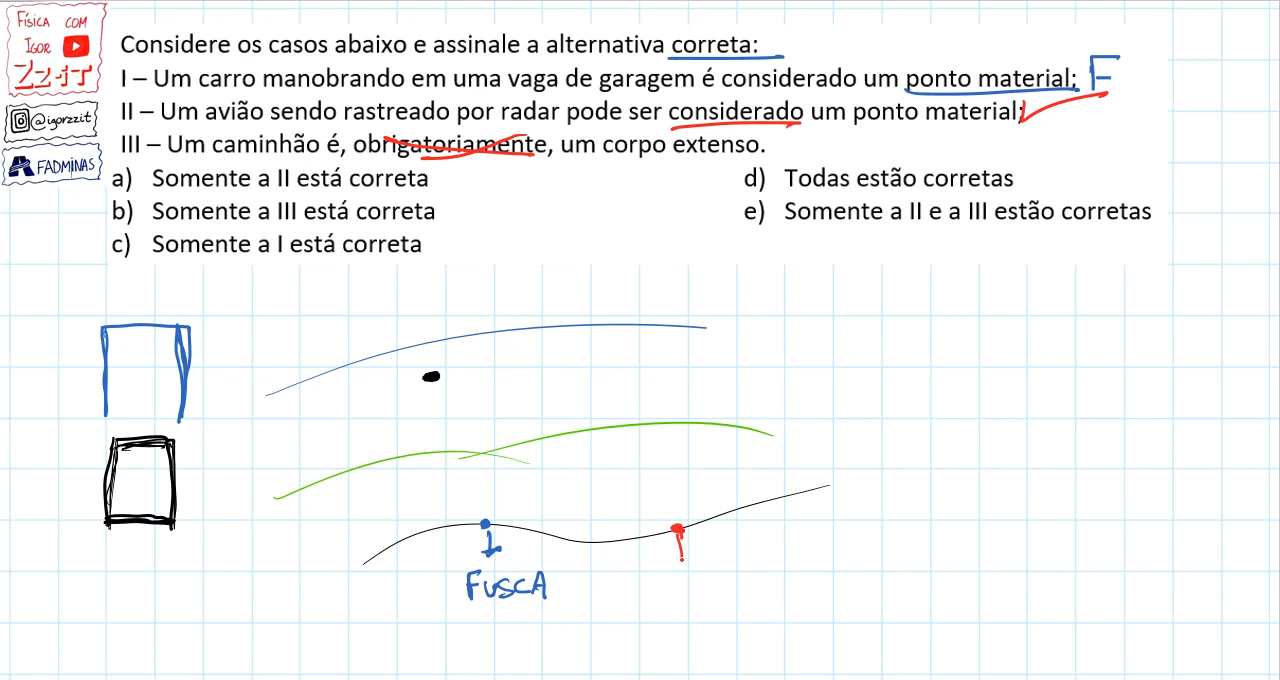 FÍSICA COM
IGOR
ZZ-iT
@igorzzit
FADMINAS
Considere os casos abaixo e assinale a alternativa correta:
I – Um carro manobrando em uma vaga de garagem é considerado um ponto material; F
II – Um avião sendo rastreado por radar pode ser considerado um ponto material;
III – Um caminhão é, obrigatoriamente, um corpo extenso.
a) Somente a II está correta
b) Somente a III está correta
c) Somente a I está correta
d) Todas estão corretas
e) Somente a II e a III estão corretas
FUSCA